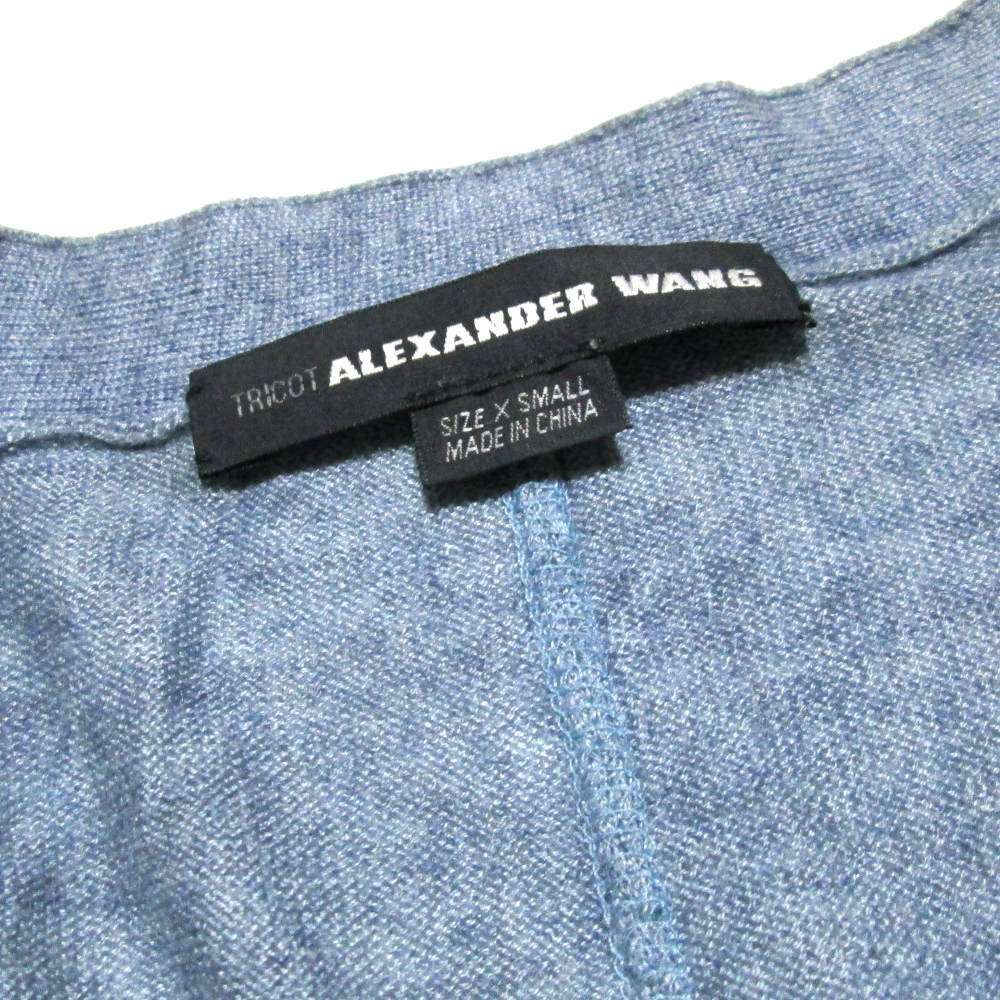 TRICOT ALEXANDER WANG
SIZE X SMALL
MADE IN CHINA